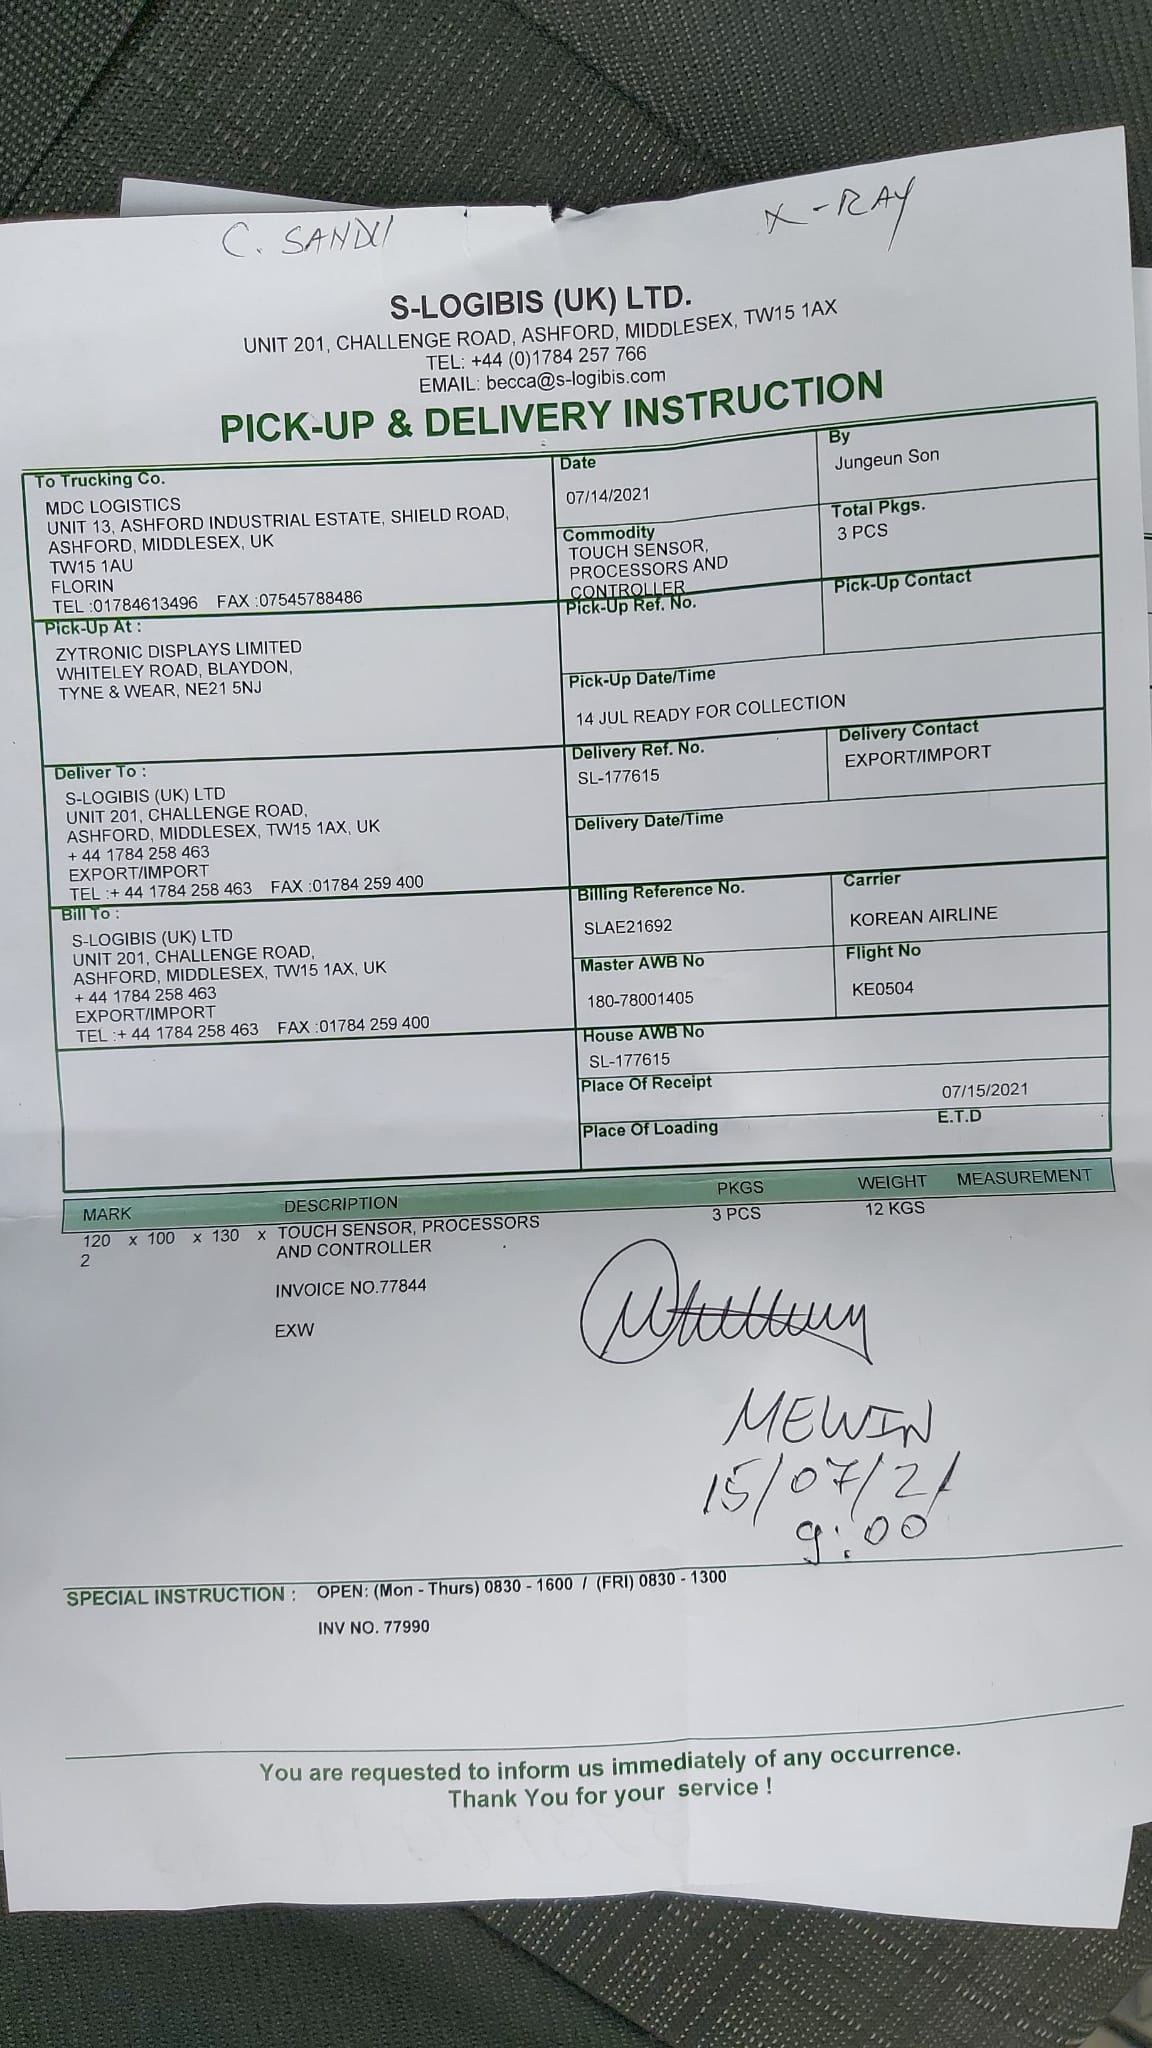 C. SANDU
X-RAY
S-LOGIBIS (UK) LTD.
UNIT 201, CHALLENGE ROAD, ASHFORD, MIDDLESEX, TW15 1AX
TEL: +44 (0)1784 257 766
EMAIL: becca@s-logibis.com
PICK-UP & DELIVERY INSTRUCTION
To Trucking Co.
MDC LOGISTICS
UNIT 13, ASHFORD INDUSTRIAL ESTATE, SHIELD ROAD,
ASHFORD, MIDDLESEX, UK
TW15 1AU
FLORIN
TEL :01784613496 FAX :07545788486
Date
07/14/2021
By
Jungeun Son
Commodity
TOUCH SENSOR,
PROCESSORS AND
CONTROLLER
Total Pkgs.
3 PCS
Pick-Up At :
ZYTRONIC DISPLAYS LIMITED
WHITELEY ROAD, BLAYDON,
TYNE & WEAR, NE21 5NJ
Pick-Up Ref. No.
Pick-Up Contact
Pick-Up Date/Time
14 JUL READY FOR COLLECTION
Deliver To :
S-LOGIBIS (UK) LTD
UNIT 201, CHALLENGE ROAD,
ASHFORD, MIDDLESEX, TW15 1AX, UK
+ 44 1784 258 463
EXPORT/IMPORT
TEL :+ 44 1784 258 463 FAX :01784 259 400
Delivery Ref. No.
SL-177615
Delivery Contact
EXPORT/IMPORT
Delivery Date/Time
Bill To :
S-LOGIBIS (UK) LTD
UNIT 201, CHALLENGE ROAD,
ASHFORD, MIDDLESEX, TW15 1AX, UK
+ 44 1784 258 463
EXPORT/IMPORT
TEL :+ 44 1784 258 463 FAX :01784 259 400
Billing Reference No.
SLAE21692
Carrier
KOREAN AIRLINE
Master AWB No
180-78001405
Flight No
KE0504
House AWB No
SL-177615
Place Of Receipt
07/15/2021
Place Of Loading
E.T.D
MARK DESCRIPTION PKGS WEIGHT MEASUREMENT
120 x 100 x 130 x TOUCH SENSOR, PROCESSORS 3 PCS 12 KGS
2 AND CONTROLLER
INVOICE NO.77844
EXW
MEWIN
15/07/21
9:00
SPECIAL INSTRUCTION : OPEN: (Mon - Thurs) 0830 - 1600 / (FRI) 0830 - 1300
INV NO. 77990
You are requested to inform us immediately of any occurrence.
Thank You for your service !